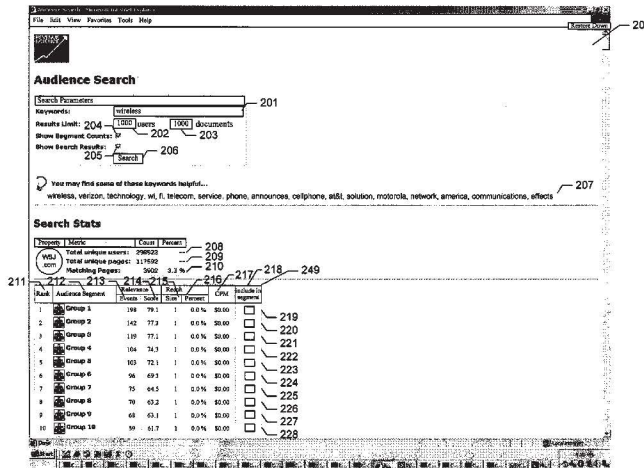 File Edit View Favorites Tools Help
Restore Down
20
Audience Search
Search Parameters
201
Keywords: wireless
Results Limit: 204 1000 users 1000 documents
202 203
Show Segment Counts:
Show Search Results:
205 206
Search
You may find some of these keywords helpful...
207
wireless, verizon, technology, wi, fi, telecom, service, phone, announces, cellphone, at&t, solution, motorola, network, america, communications, effects
Search Stats
Property Metric Count Percent
WSJ .com
Total unique users: 298523 --- 208
Total unique pages: 117592 --- 209
Matching Pages: 3902 3.3 % 210
211 212 213 214 215 216 217 218 249
Rank Audience Segment Relevance Reach CPM include in segment
Events Score Size Percent
1 Group 1 198 79.1 1 0.0 % $0.00 219
2 Group 2 142 77.3 1 0.0 % $0.00 220
3 Group 3 119 77.1 1 0.0 % $0.00 221
4 Group 4 104 74.3 1 0.0 % $0.00 222
5 Group 5 103 72.1 1 0.0 % $0.00 223
6 Group 6 96 69.3 1 0.0 % $0.00 224
7 Group 7 75 64.5 1 0.0 % $0.00 225
8 Group 8 70 63.2 1 0.0 % $0.00 226
9 Group 9 68 63.1 1 0.0 % $0.00 227
10 Group 10 59 61.7 1 0.0 % $0.00 228
Start